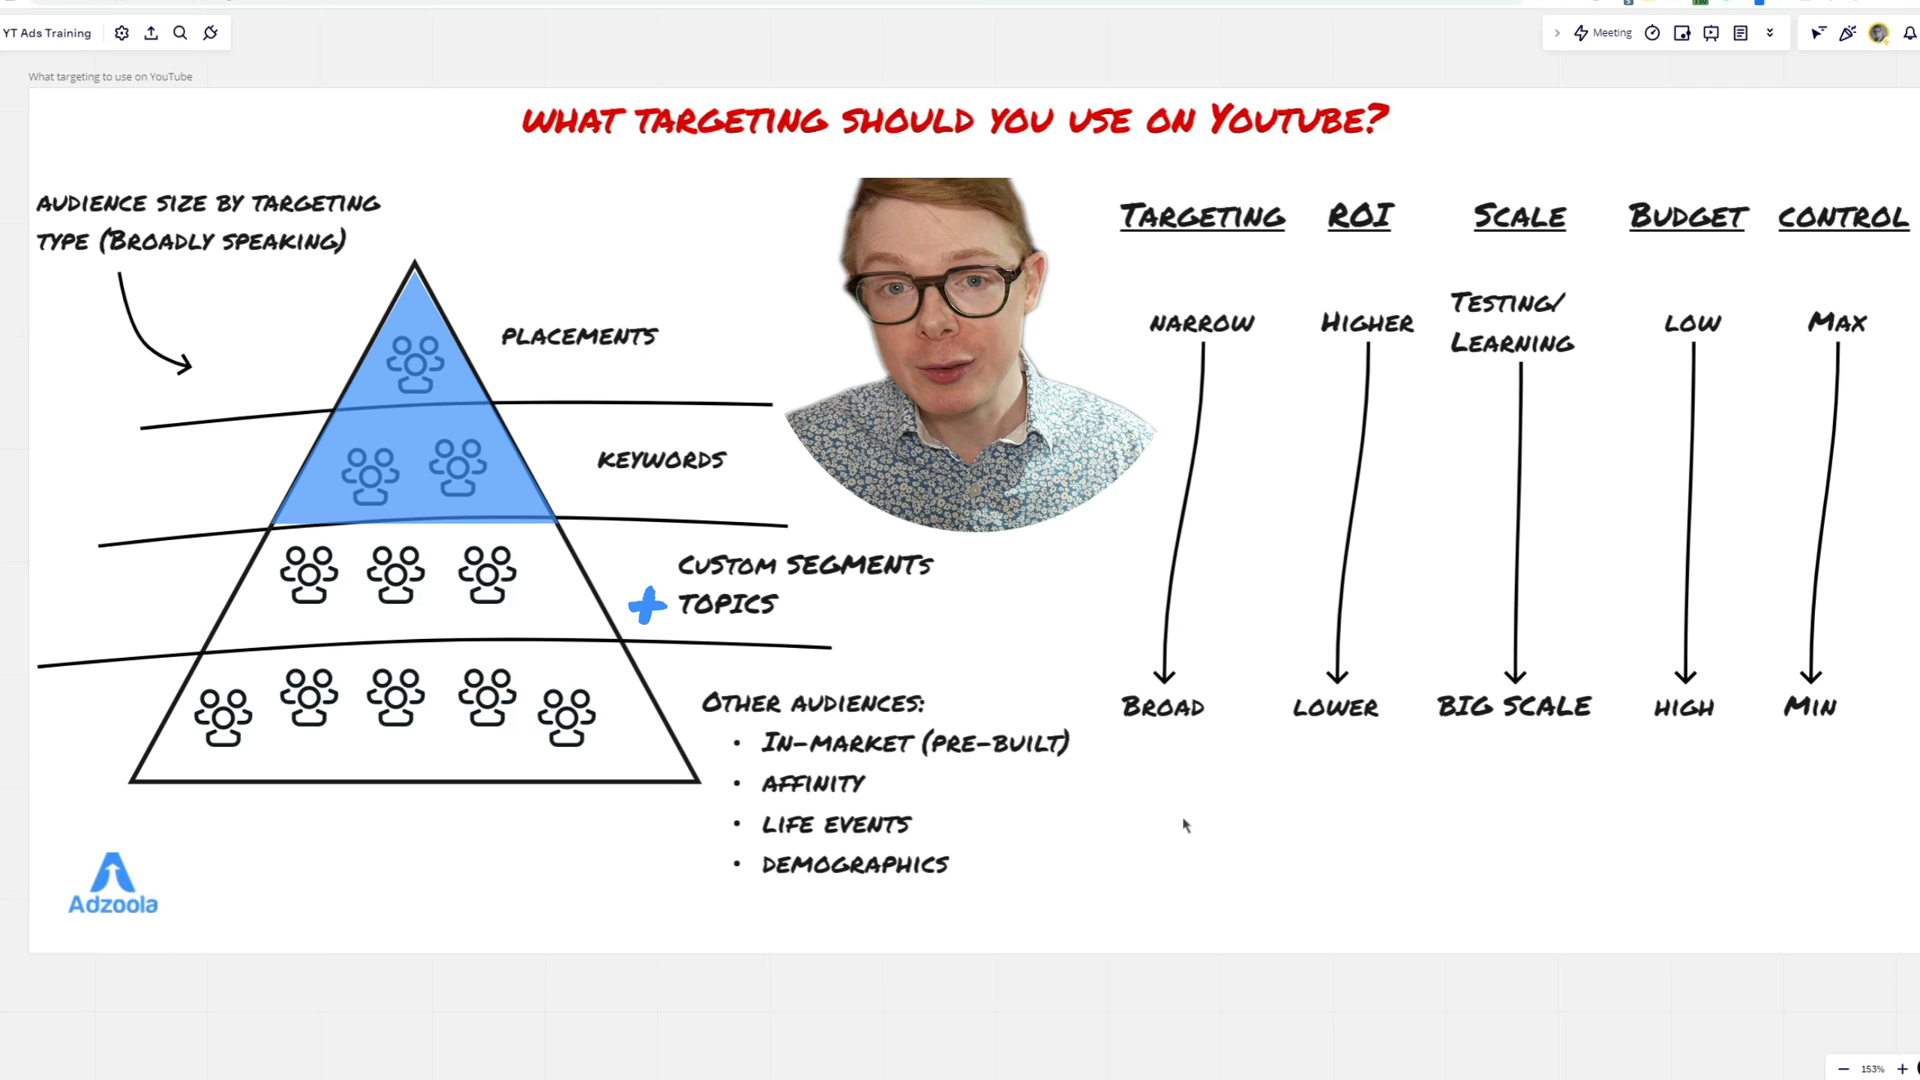 YT Ads Training
Meeting
What targeting to use on YouTube
WHAT TARGETING SHOULD YOU USE ON YOUTUBE?
AUDIENCE SIZE BY TARGETING
TYPE (BROADLY SPEAKING)
PLACEMENTS
KEYWORDS
CUSTOM SEGMENTS
+ TOPICS
OTHER AUDIENCES:
• IN-MARKET (PRE-BUILT)
• AFFINITY
• LIFE EVENTS
• DEMOGRAPHICS
TARGETING ROI SCALE BUDGET CONTROL
NARROW HIGHER TESTING/ LOW MAX
LEARNING
BROAD LOWER BIG SCALE HIGH MIN
Adzoola
153%